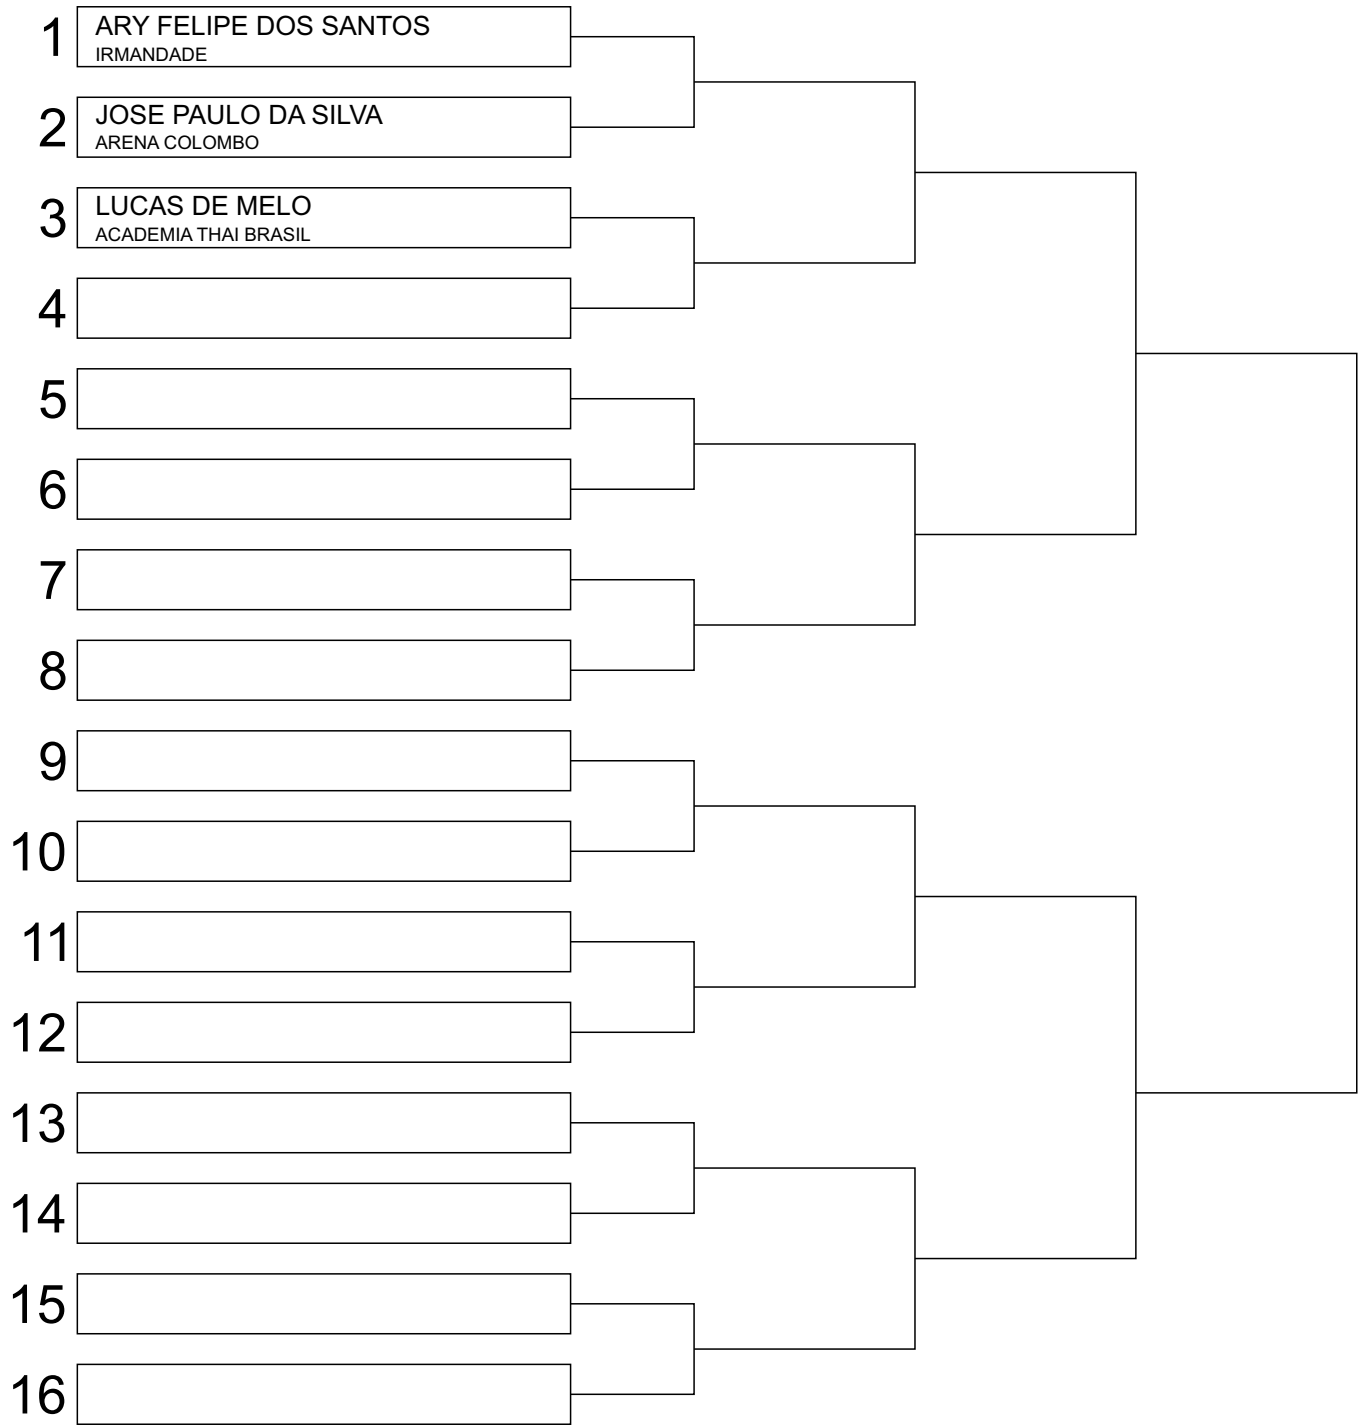 1
ARY FELIPE DOS SANTOS
IRMANDADE
2
JOSE PAULO DA SILVA
ARENA COLOMBO
3
LUCAS DE MELO
ACADEMIA THAI BRASIL
4
5
6
7
8
9
10
11
12
13
14
15
16